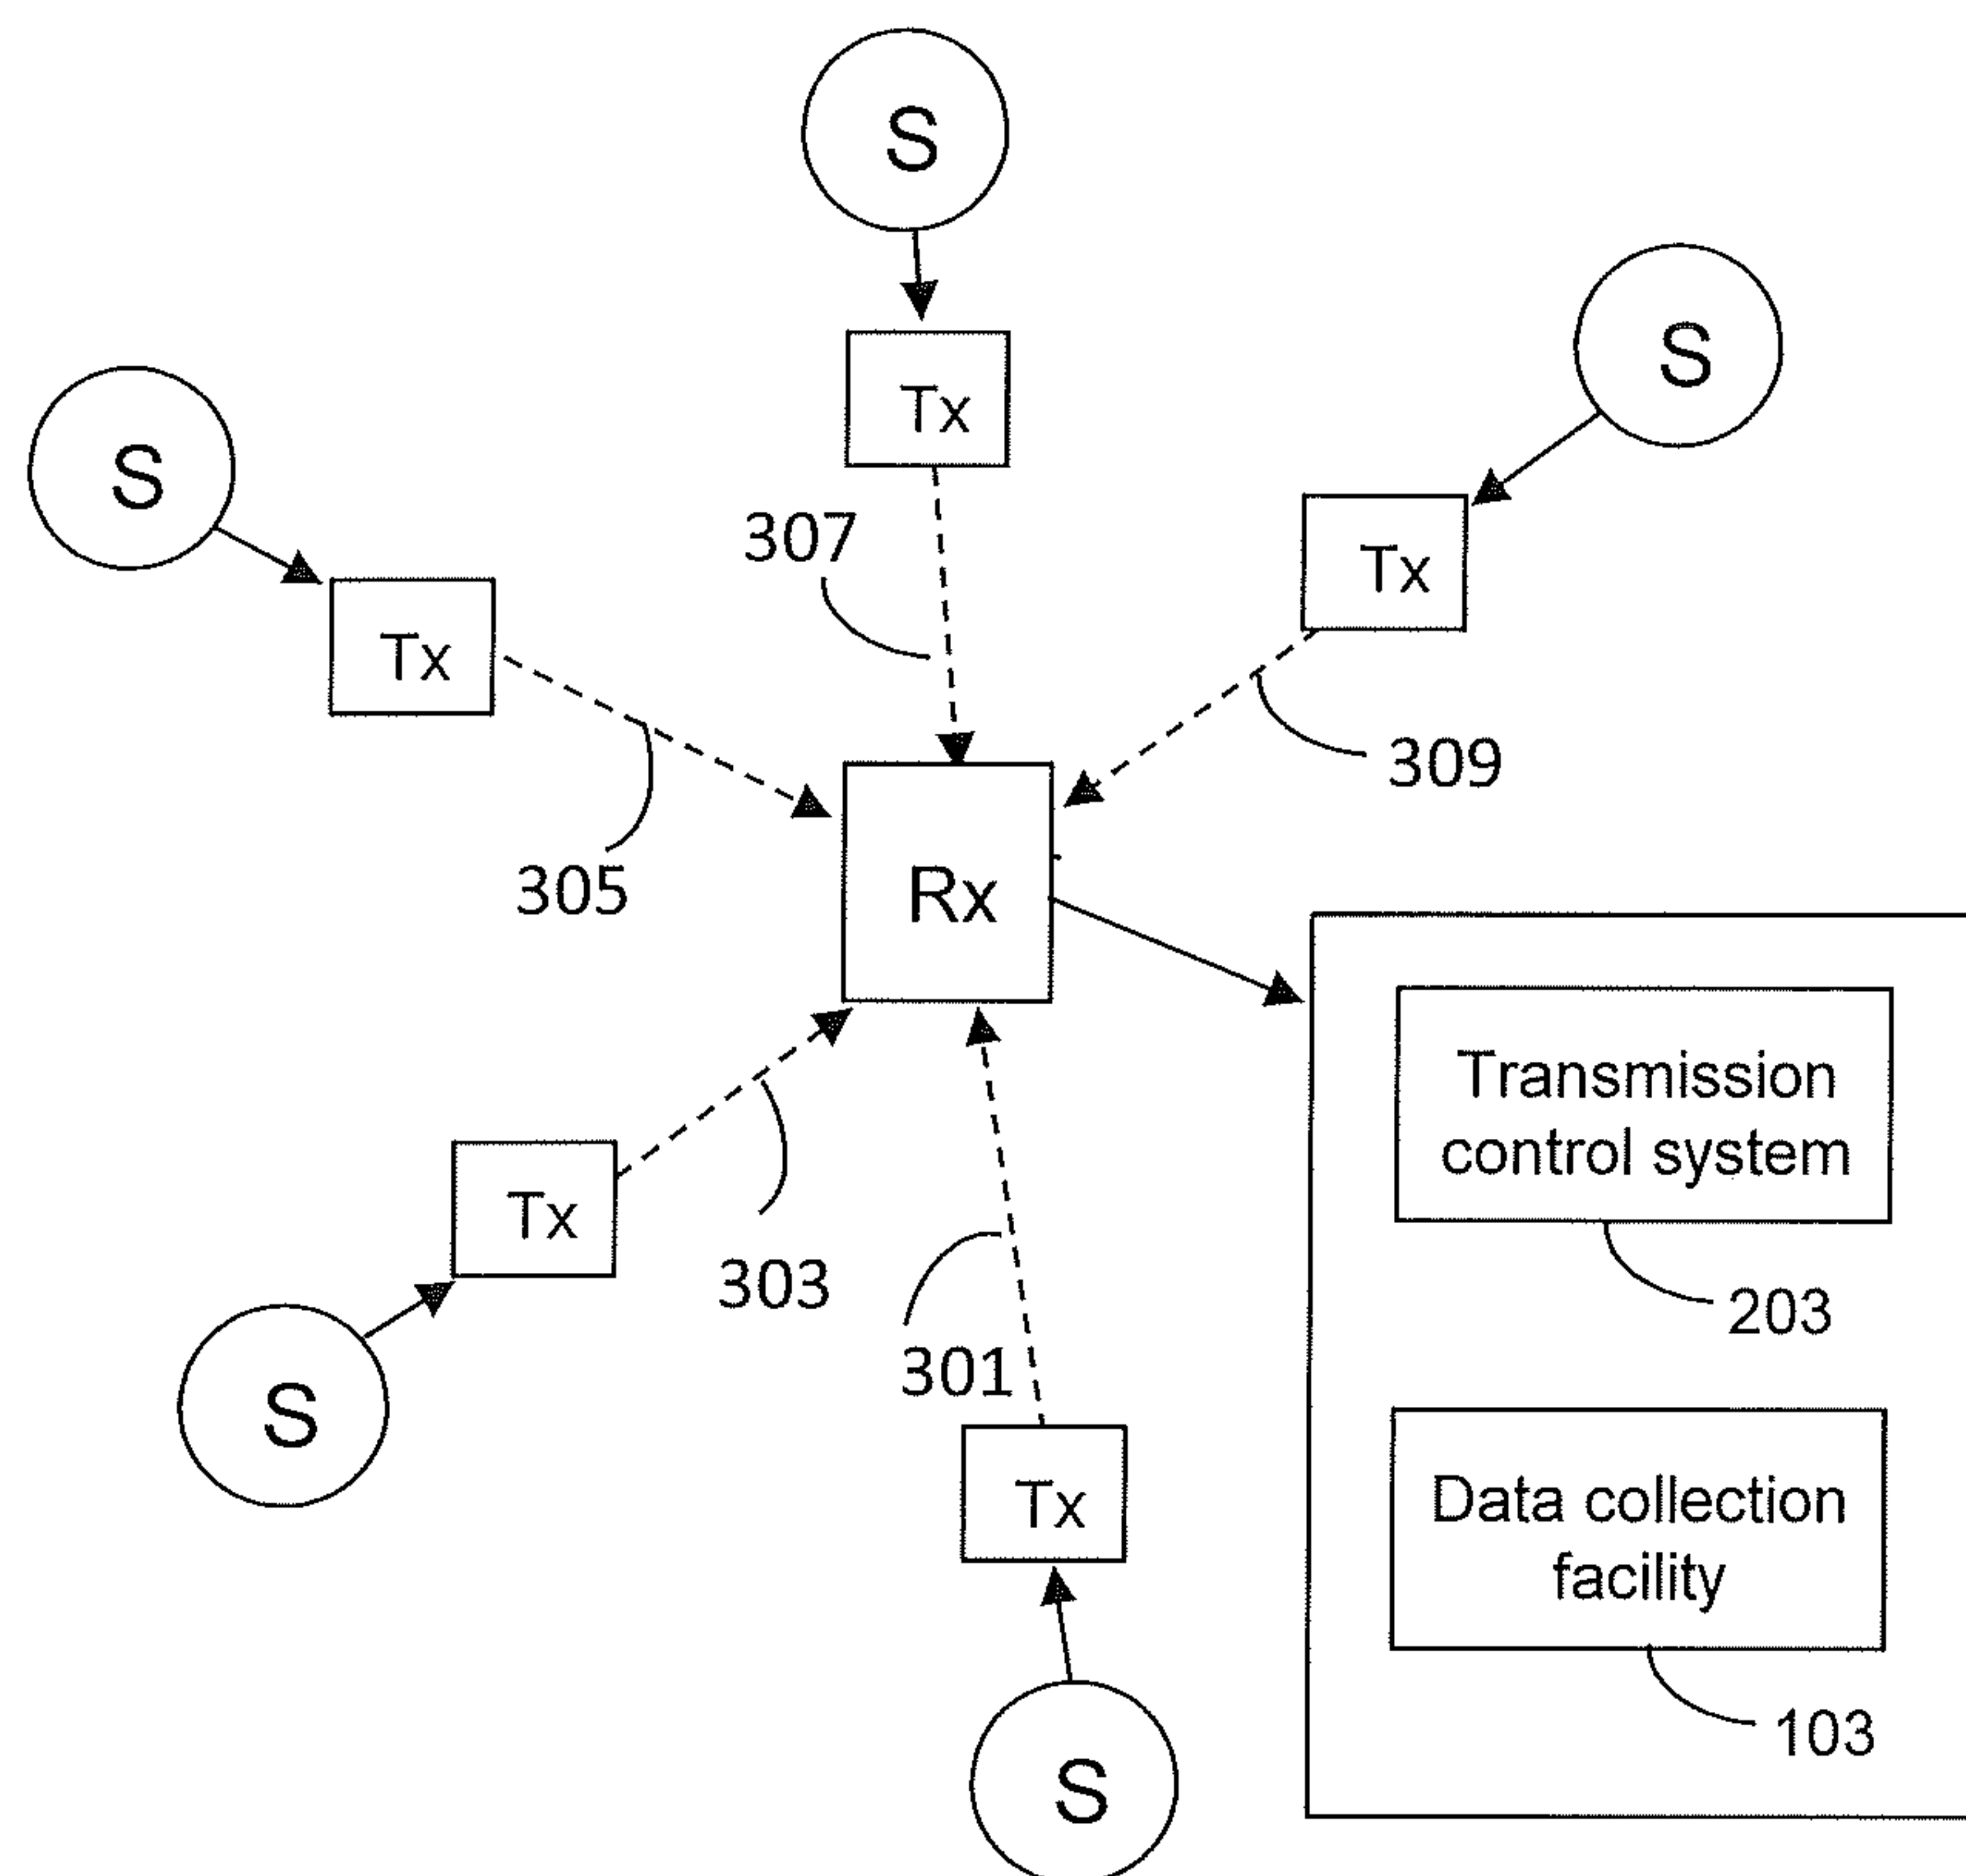 S
S
Tx
S
307
Tx
Tx
309
305
Rx
Transmission
control system
Tx
303
203
301
S
Tx
Data collection
facility
103
S